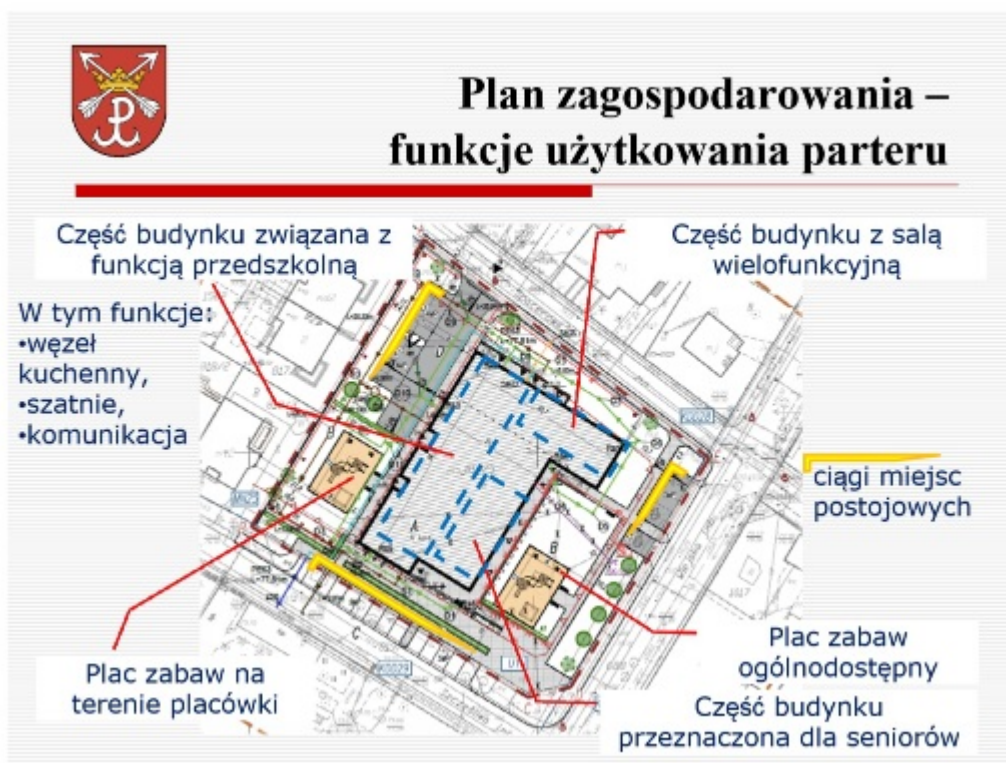 Plan zagospodarowania –
funkcje użytkowania parteru
Część budynku związana z
funkcją przedszkolną
Część budynku z salą
wielofunkcyjną
W tym funkcje:
•węzeł
kuchenny,
•szatnie,
•komunikacja
ciągi miejsc
postojowych
Plac zabaw
ogólnodostępny
Plac zabaw na
terenie placówki
Część budynku
przeznaczona dla seniorów
A
B
B
C